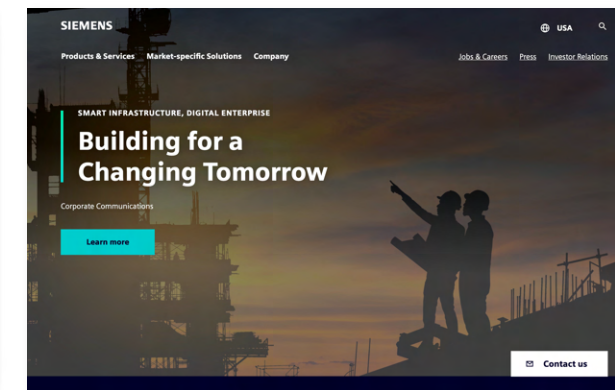 SIEMENS
USA
Products & Services Market-specific Solutions Company
Jobs & Careers Press Investor Relations
SMART INFRASTRUCTURE, DIGITAL ENTERPRISE
Building for a
Changing Tomorrow
Corporate Communications
Learn more
Contact us